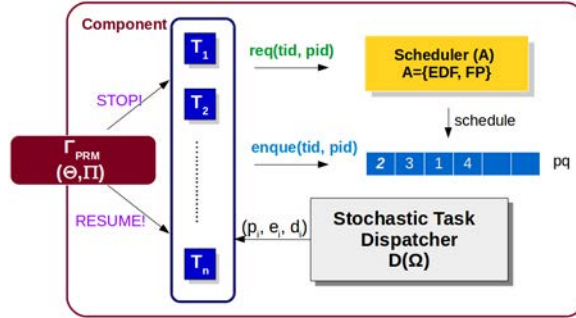 Component
T1
req(tid, pid)
Scheduler (A)
A={EDF, FP}
STOP!
T2
schedule
ΓPRM
(Θ,Π)
enque(tid, pid)
2 3 1 4
pq
RESUME!
(pi, ei, di)
Stochastic Task
Dispatcher
D(Ω)
Tn